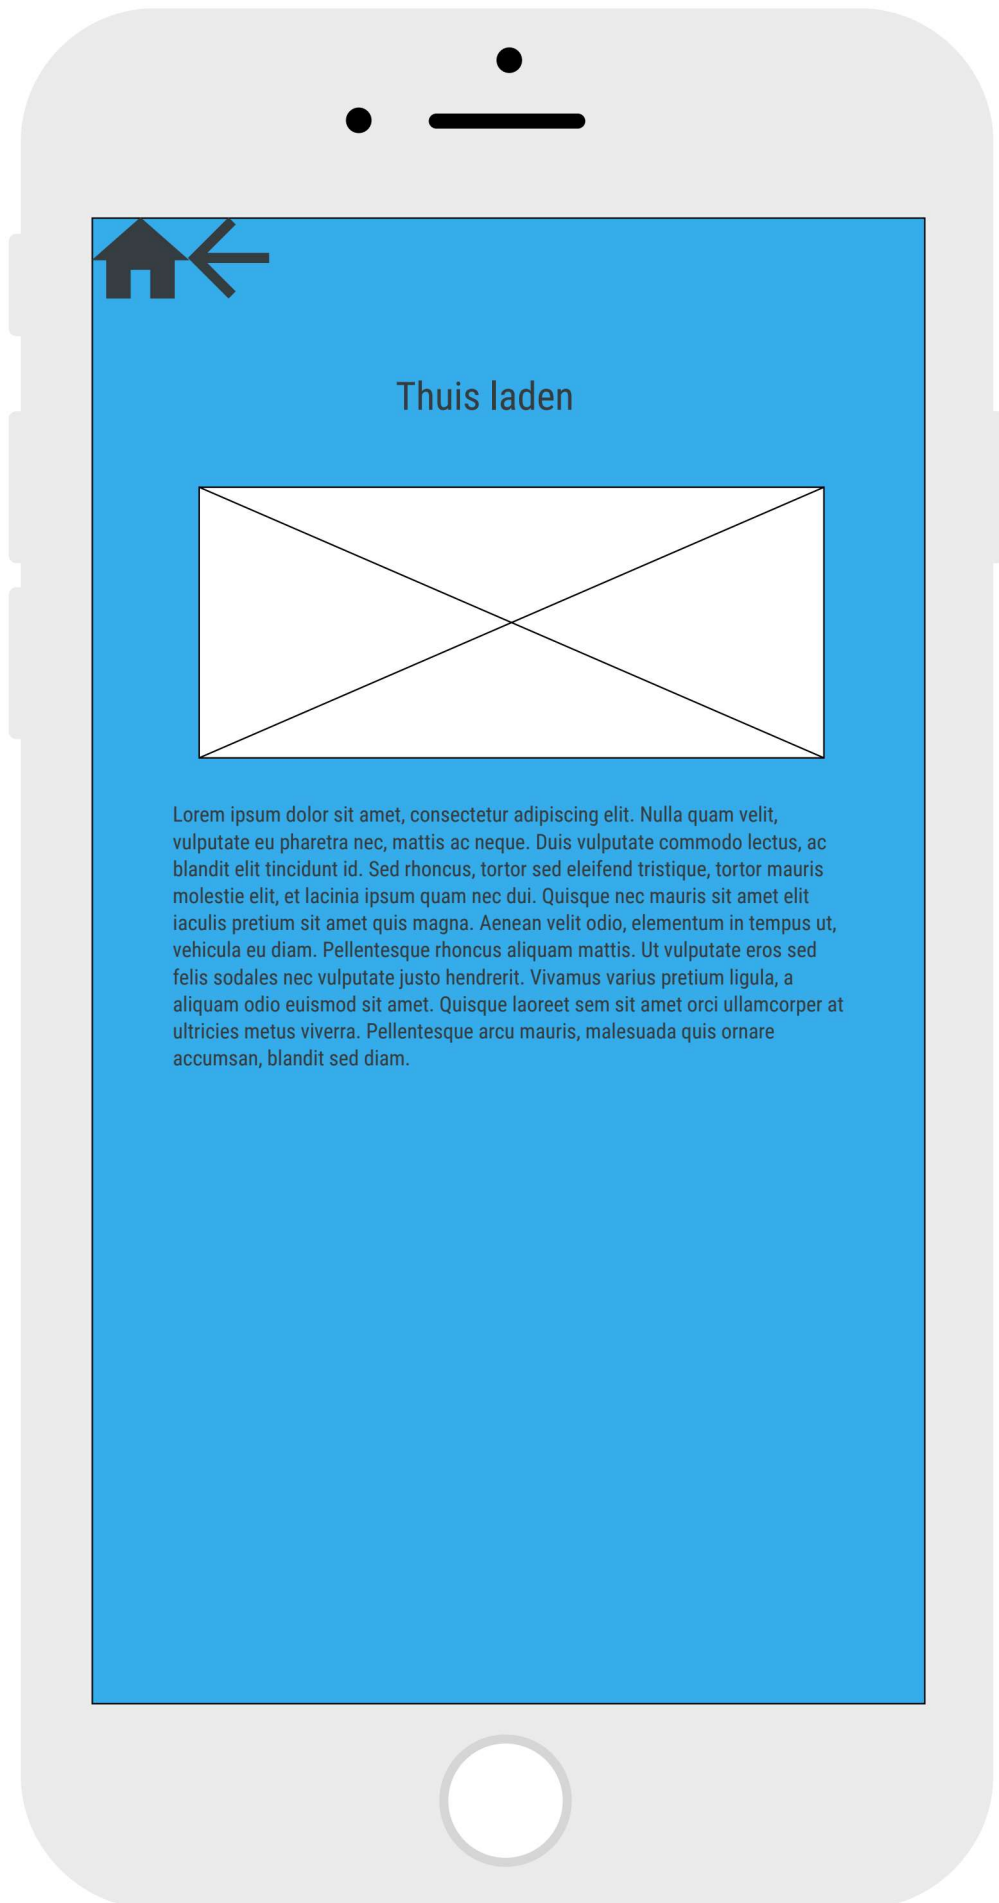 Thuis laden
Lorem ipsum dolor sit amet, consectetur adipiscing elit. Nulla quam velit,
vulputate eu pharetra nec, mattis ac neque. Duis vulputate commodo lectus, ac
blandit elit tincidunt id. Sed rhoncus, tortor sed eleifend tristique, tortor mauris
molestie elit, et lacinia ipsum quam nec dui. Quisque nec mauris sit amet elit
iaculis pretium sit amet quis magna. Aenean velit odio, elementum in tempus ut,
vehicula eu diam. Pellentesque rhoncus aliquam mattis. Ut vulputate eros sed
felis sodales nec vulputate justo hendrerit. Vivamus varius pretium ligula, a
aliquam odio euismod sit amet. Quisque laoreet sem sit amet orci ullamcorper at
ultricies metus viverra. Pellentesque arcu mauris, malesuada quis ornare
accumsan, blandit sed diam.